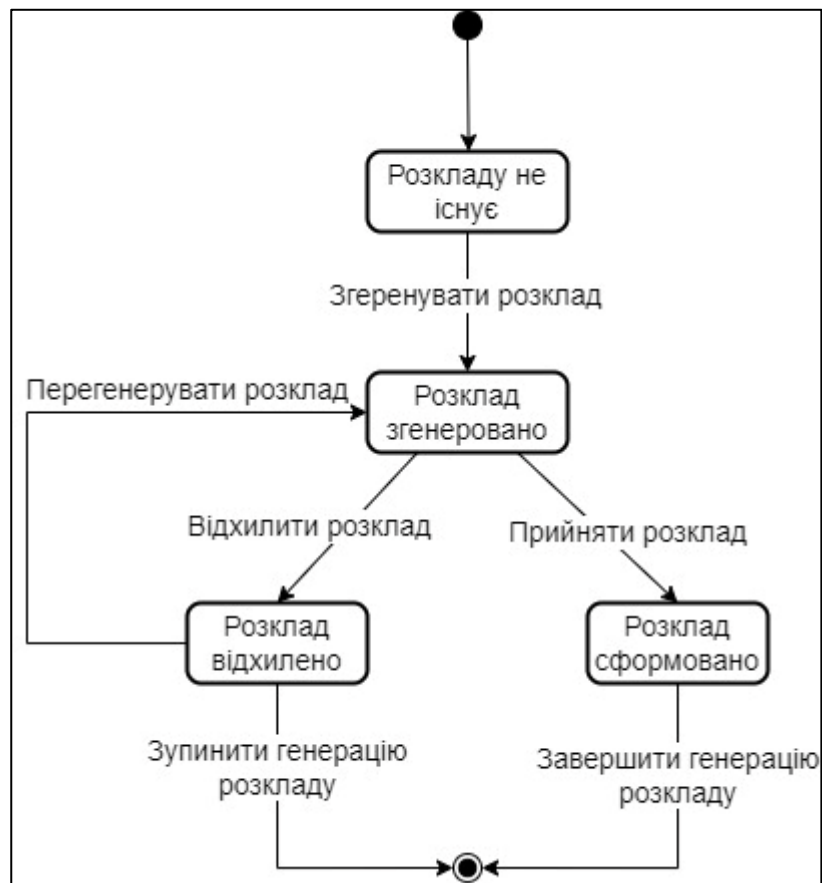 Розкладу не
існує
Згеренувати розклад
Перегенерувати розклад
Розклад
згенеровано
Відхилити розклад
Прийняти розклад
Розклад
відхилено
Розклад
сформовано
Зупинити генерацію
розкладу
Завершити генерацію
розкладу